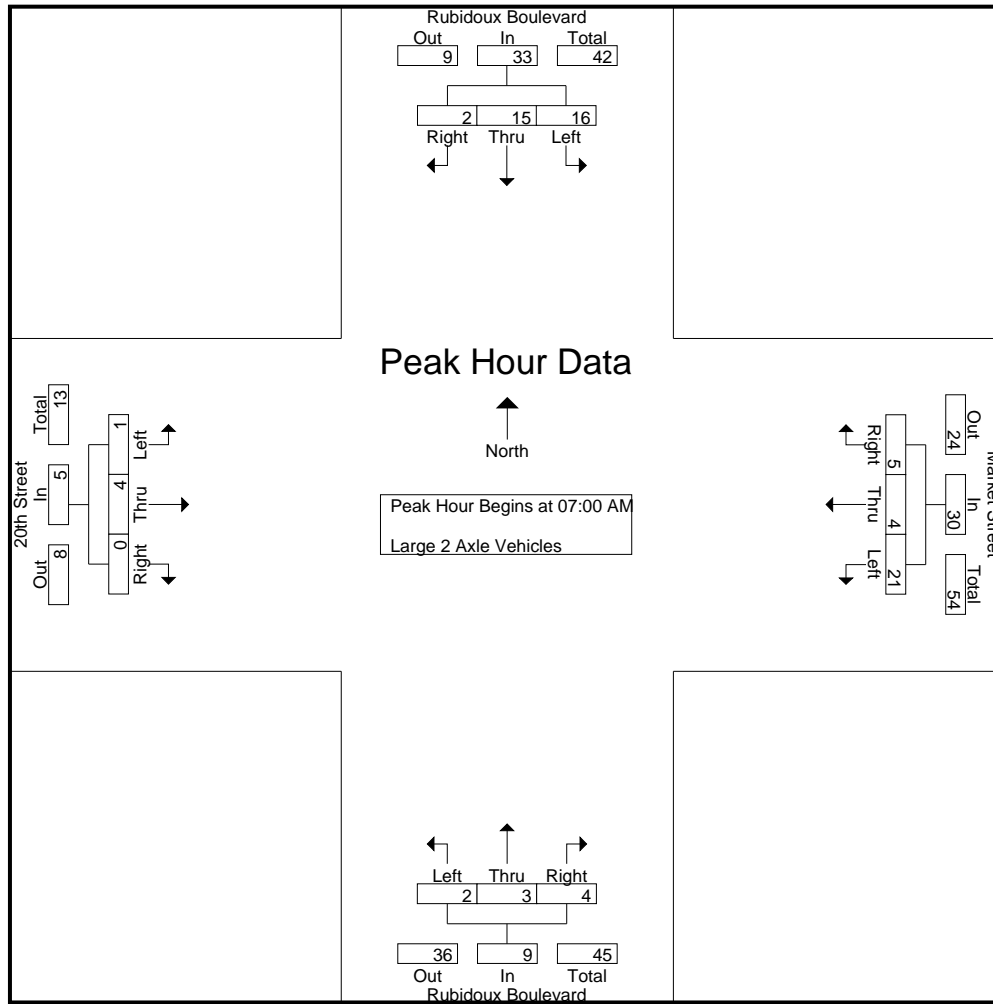 Rubidoux Boulevard
Out In Total
9 33 42
2 15 16
Right Thru Left
Peak Hour Data
North
Peak Hour Begins at 07:00 AM
Large 2 Axle Vehicles
20th Street
Out In Total
8 5 13
Right Thru Left
0 4 1
Market Street
Out In Total
24 30 54
Right Thru Left
5 4 21
Left Thru Right
2 3 4
36 9 45
Out In Total
Rubidoux Boulevard